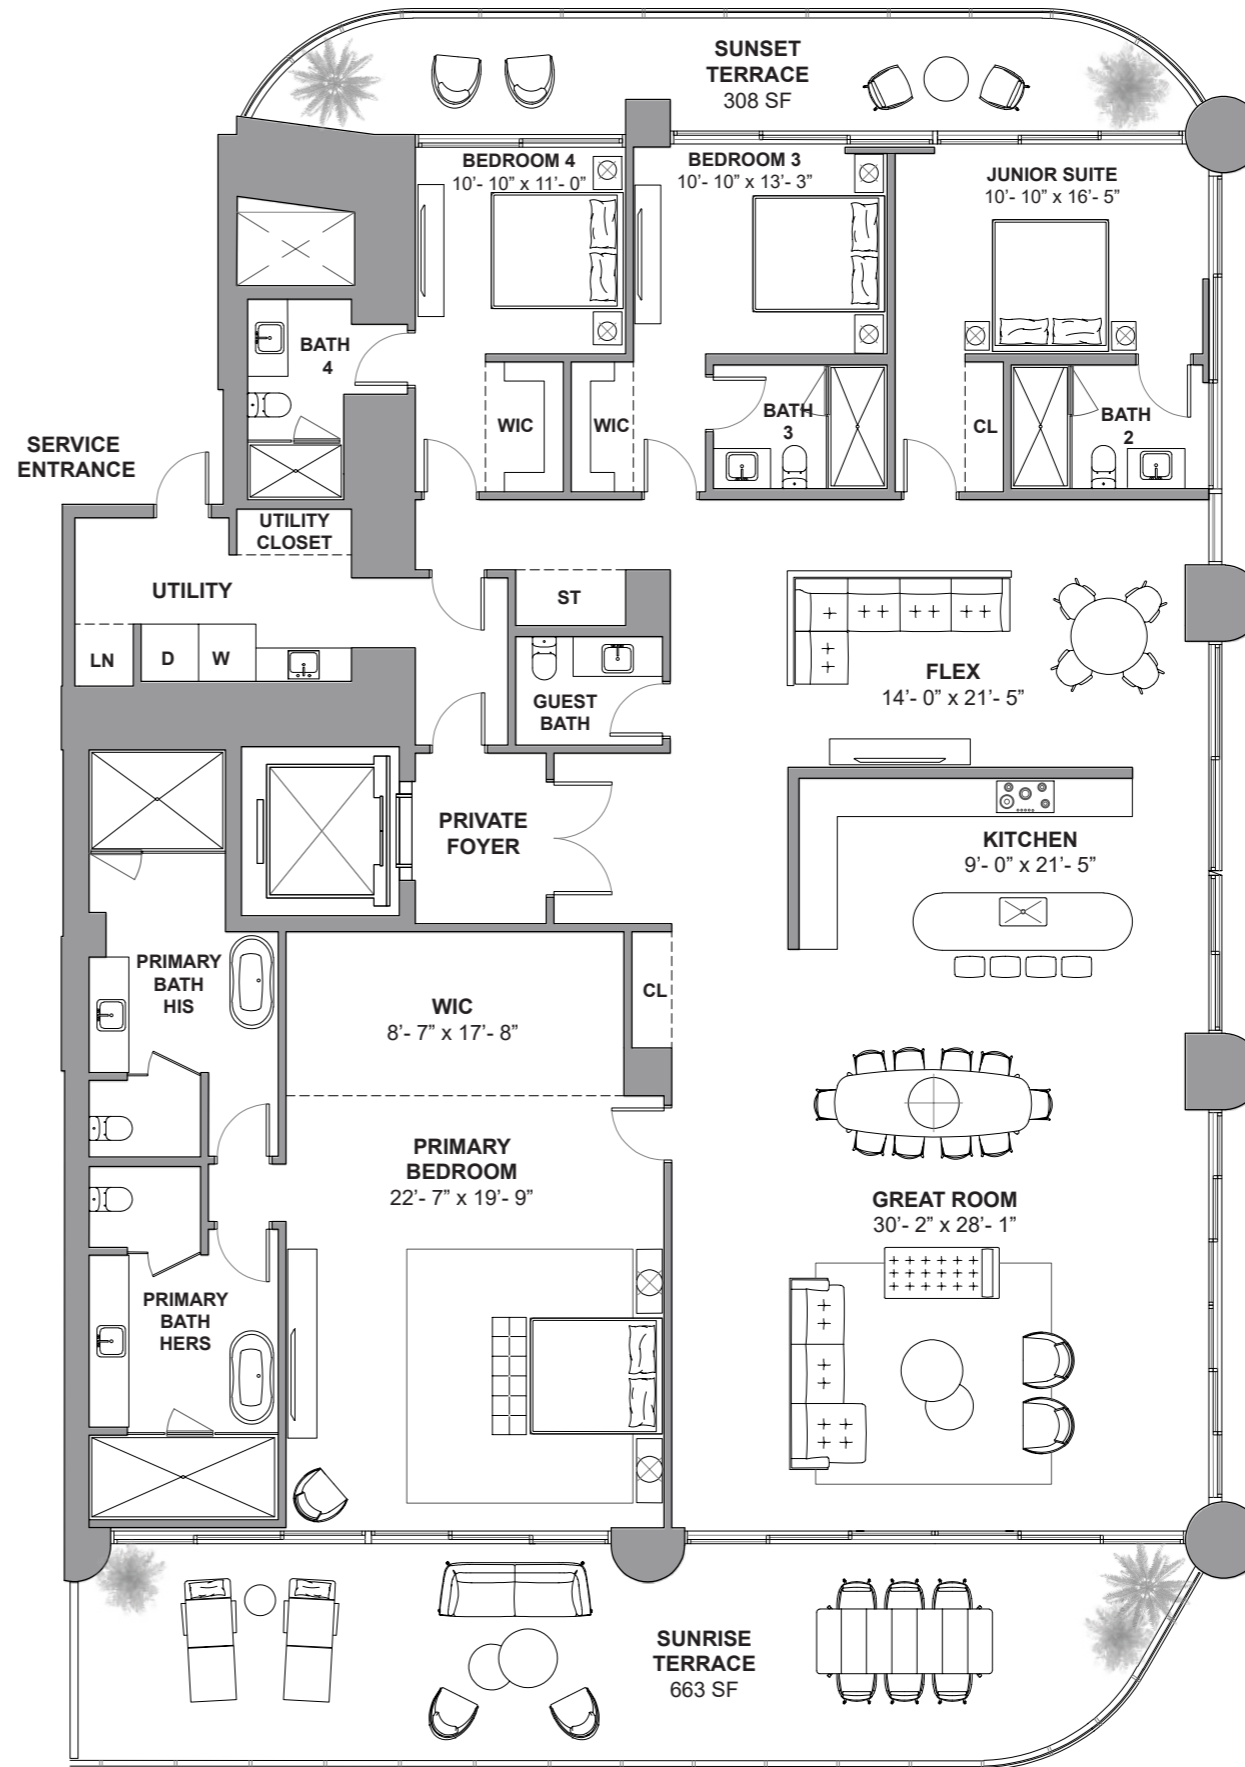 SUNSET
TERRACE
308 SF
BEDROOM 4
10’- 10” x 11’- 0”
BEDROOM 3
10’- 10” x 13’- 3”
JUNIOR SUITE
10’- 10” x 16’- 5”
BATH
4
WIC
WIC
BATH
3
CL
BATH
2
SERVICE
ENTRANCE
UTILITY
CLOSET
UTILITY
ST
LN
D
W
GUEST
BATH
FLEX
14’- 0” x 21’- 5”
PRIVATE
FOYER
KITCHEN
9’- 0” x 21’- 5”
PRIMARY
BATH
HIS
WIC
8’- 7” x 17’- 8”
CL
PRIMARY
BEDROOM
22’- 7” x 19’- 9”
GREAT ROOM
30’- 2” x 28’- 1”
PRIMARY
BATH
HERS
SUNRISE
TERRACE
663 SF